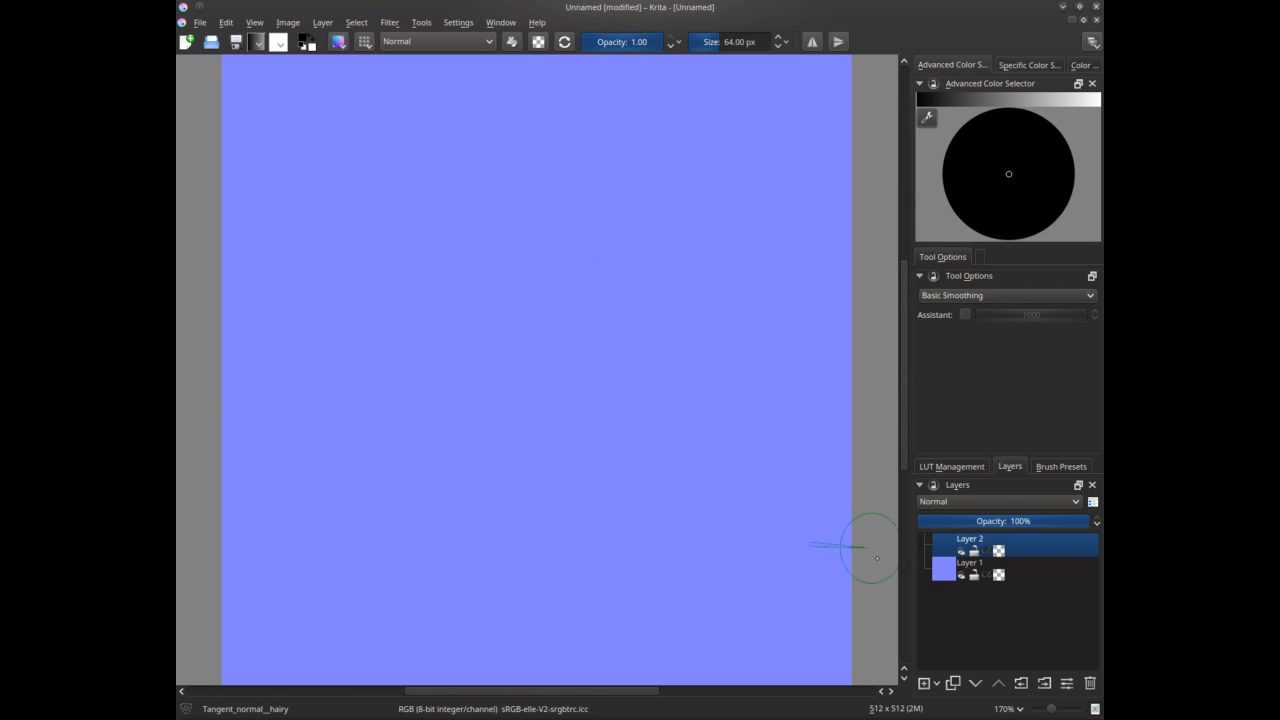 Unnamed [modified] – Krita - [Unnamed]
File Edit View Image Layer Select Filter Tools Settings Window Help
Normal Opacity: 1.00 Size: 64.00 px
Advanced Color S... Specific Color S... Color ...
Advanced Color Selector
Tool Options
Tool Options
Basic Smoothing
Assistant: 1000
LUT Management Layers Brush Presets
Layers
Normal
Opacity: 100%
Layer 2
Layer 1
Tangent_normal__hairy RGB (8-bit integer/channel) sRGB-elle-V2-srgbtrc.icc 512 x 512 (2M) 170%